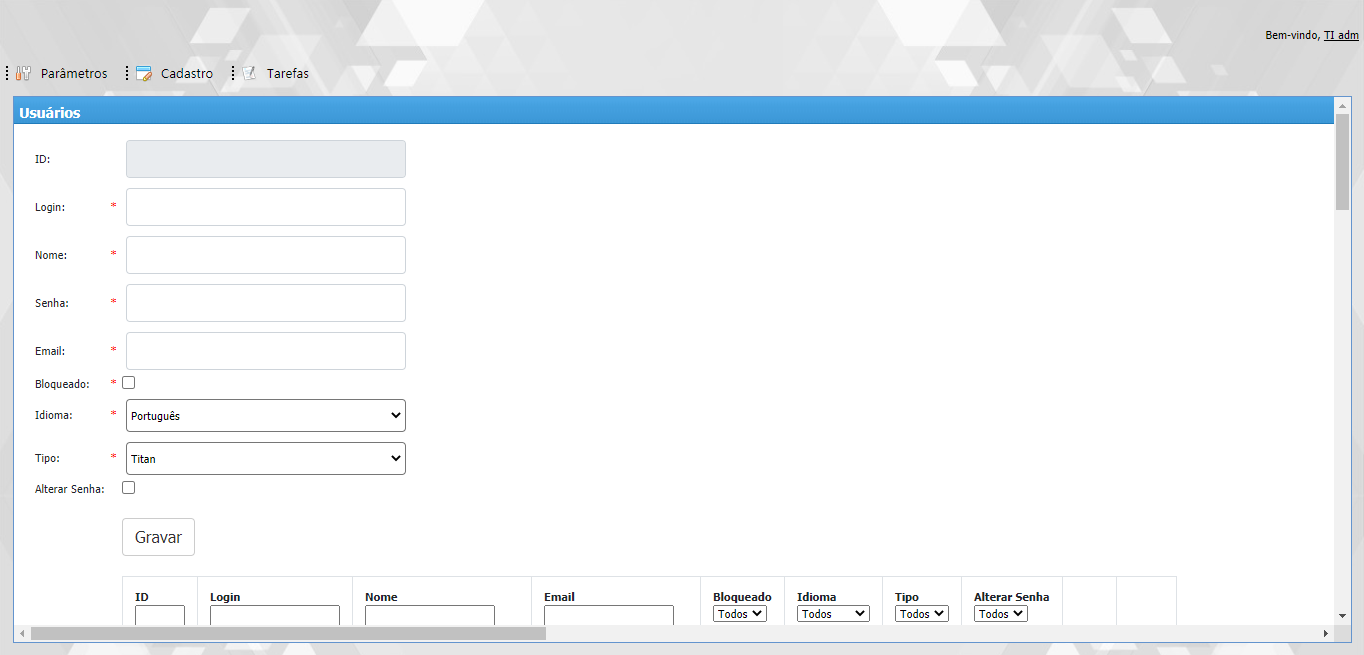 Bem-vindo, TI adm
Parâmetros Cadastro Tarefas
Usuários
ID:
Login: *
Nome: *
Senha: *
Email: *
Bloqueado: *
Idioma: * Português
Tipo: * Titan
Alterar Senha:
Gravar
ID Login Nome Email Bloqueado Idioma Tipo Alterar Senha
Todos Todos Todos Todos